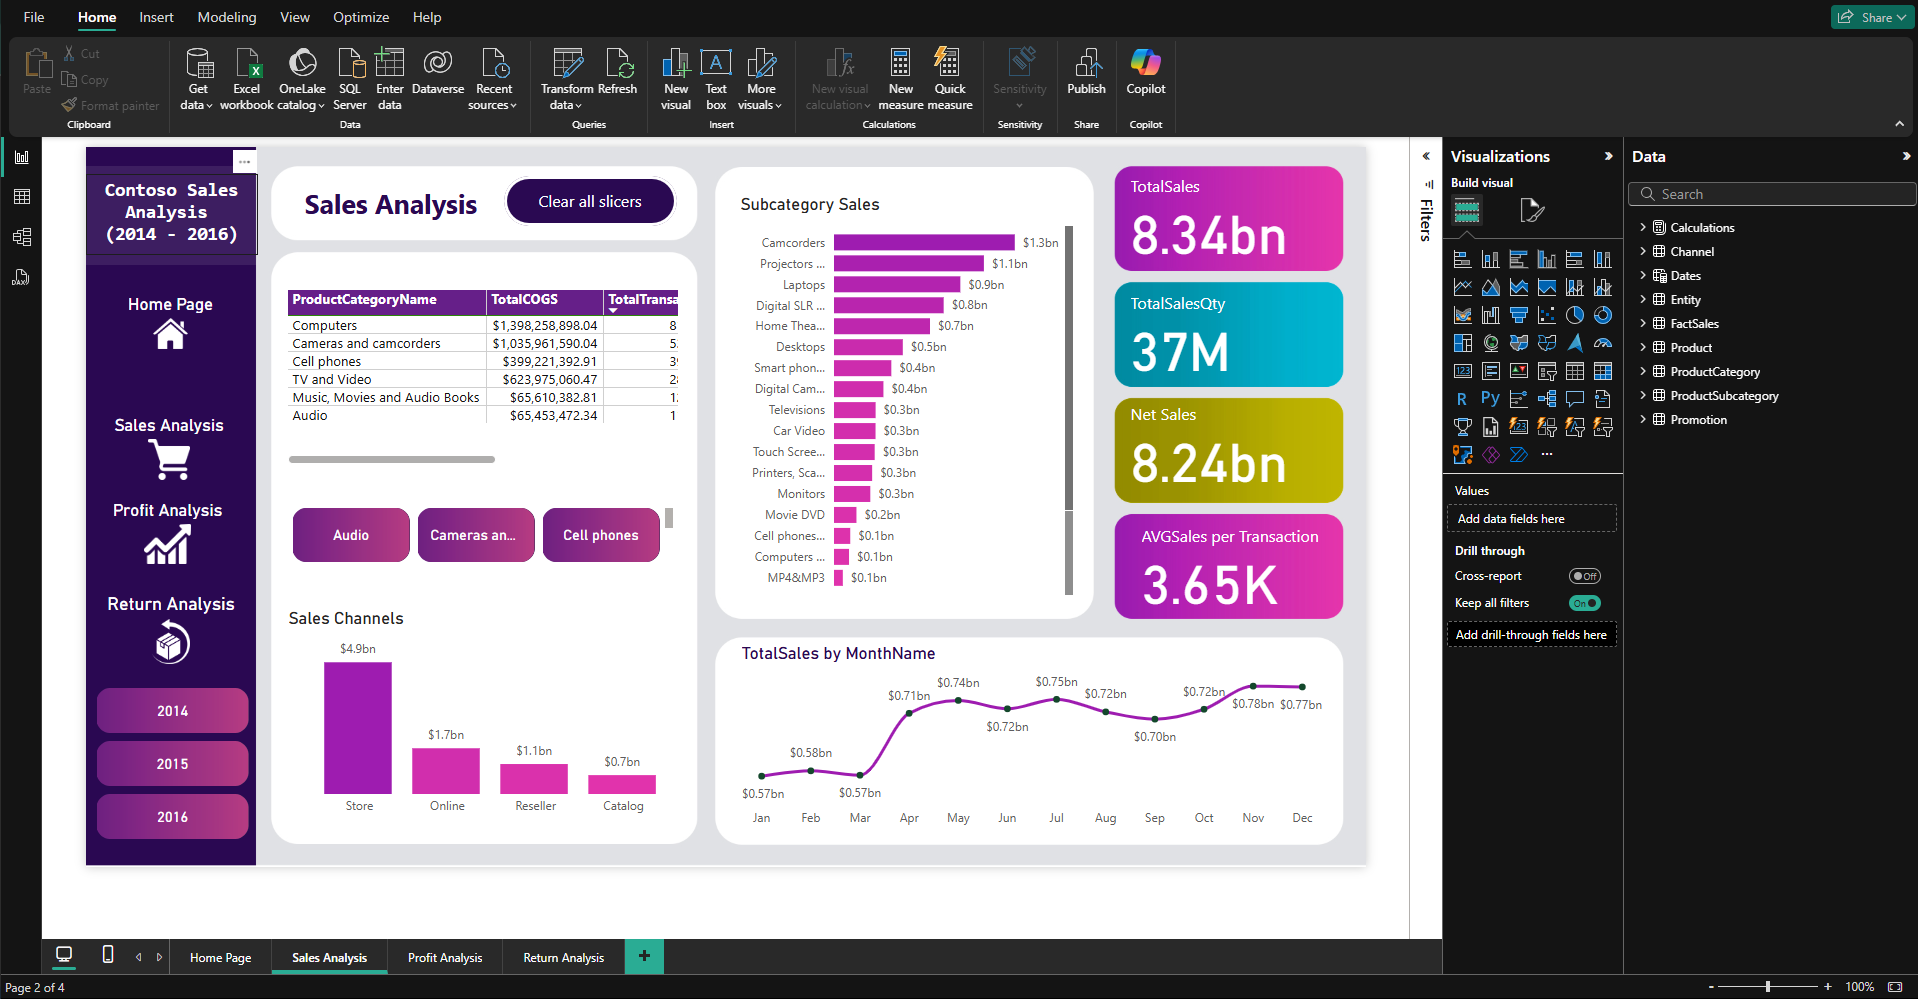 File Home Insert Modeling View Optimize Help
Share
Paste
Cut
Copy
Format painter
Clipboard
Get data
Excel workbook
OneLake catalog
SQL Server
Enter data
Dataverse
Recent sources
Data
Transform data
Refresh
Queries
New visual
Text box
More visuals
Insert
New visual calculation
New measure
Quick measure
Calculations
Sensitivity
Sensitivity
Publish
Share
Copilot
Copilot
Contoso Sales
Analysis
(2014 - 2016)
Home Page
Sales Analysis
Profit Analysis
Return Analysis
2014
2015
2016
Sales Analysis
Clear all slicers
ProductCategoryName TotalCOGS TotalTransa
Computers $1,398,258,898.04 8
Cameras and camcorders $1,035,961,590.04
Cell phones $399,221,392.91
TV and Video $623,975,060.47
Music, Movies and Audio Books $65,610,382.81
Audio $65,453,472.34 1
Audio
Cameras an...
Cell phones
Sales Channels
$4.9bn
$1.7bn
$1.1bn
$0.7bn
Store Online Reseller Catalog
Subcategory Sales
Camcorders $1.3bn
Projectors ... $1.1bn
Laptops $0.9bn
Digital SLR ... $0.8bn
Home Thea... $0.7bn
Desktops $0.5bn
Smart phon... $0.4bn
Digital Cam... $0.4bn
Televisions $0.3bn
Car Video $0.3bn
Touch Scree... $0.3bn
Printers, Sca... $0.3bn
Monitors $0.3bn
Movie DVD $0.2bn
Cell phones... $0.1bn
Computers ... $0.1bn
MP4&MP3 $0.1bn
TotalSales
8.34bn
TotalSalesQty
37M
Net Sales
8.24bn
AVGSales per Transaction
3.65K
TotalSales by MonthName
$0.57bn $0.58bn $0.57bn $0.71bn $0.74bn $0.72bn $0.75bn $0.72bn $0.70bn $0.72bn $0.78bn $0.77bn
Jan Feb Mar Apr May Jun Jul Aug Sep Oct Nov Dec
Filters
Visualizations
Build visual
R Py
123
Values
Add data fields here
Drill through
Cross-report Off
Keep all filters On
Add drill-through fields here
Data
Search
Calculations
Channel
Dates
Entity
FactSales
Product
ProductCategory
ProductSubcategory
Promotion
Home Page Sales Analysis Profit Analysis Return Analysis +
Page 2 of 4
- + 100%